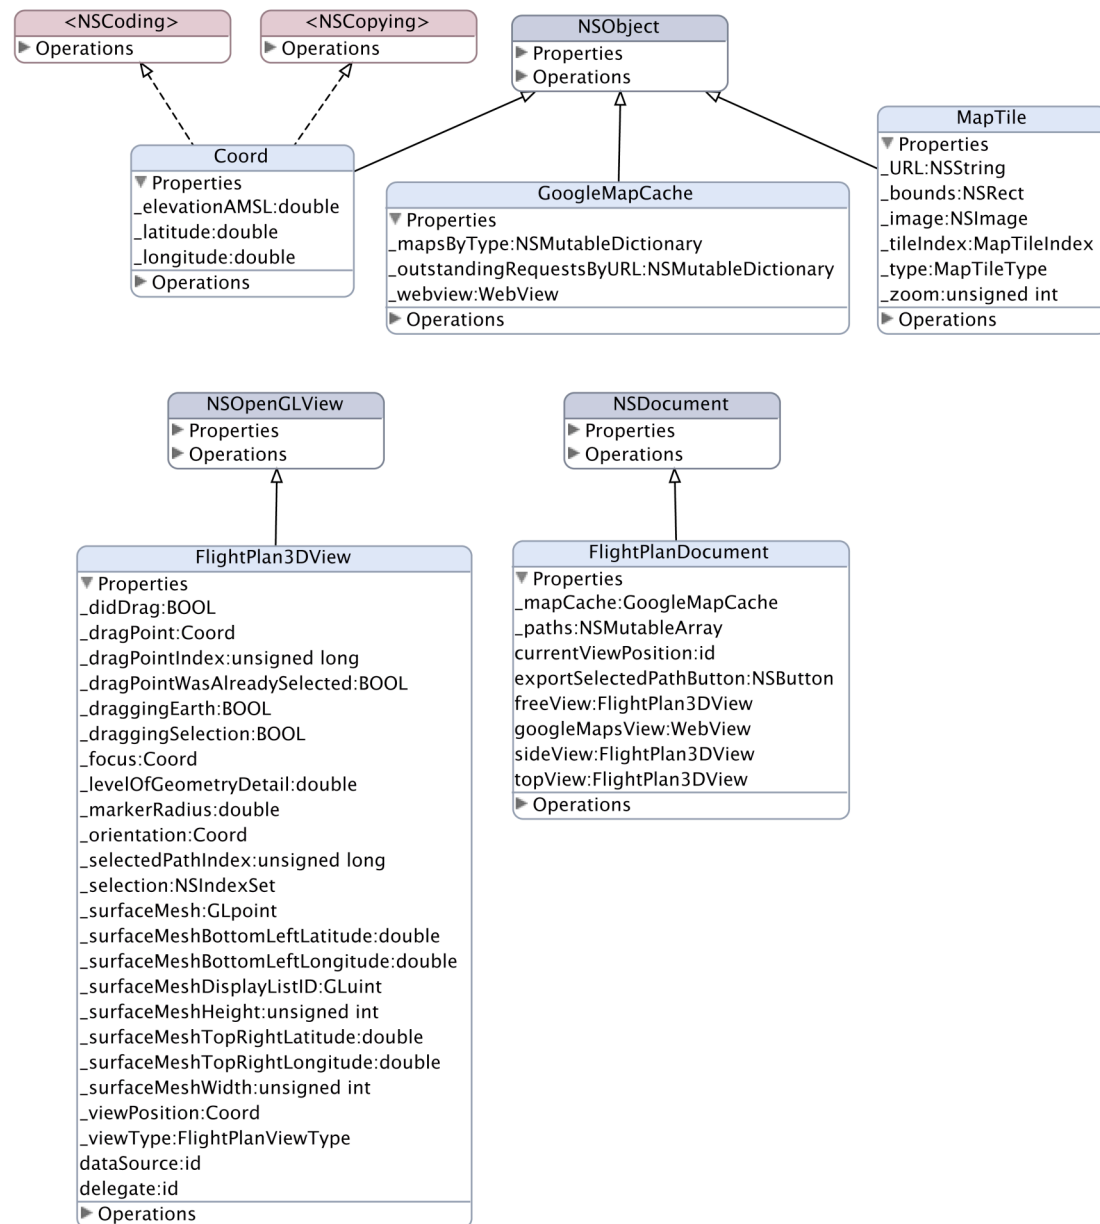 <NSCoding>
Operations
<NSCopying>
Operations
NSObject
Properties
Operations
Coord
Properties
_elevationAMSL:double
_latitude:double
_longitude:double
Operations
GoogleMapCache
Properties
_mapsByType:NSMutableDictionary
_outstandingRequestsByURL:NSMutableDictionary
_webview:WebView
Operations
MapTile
Properties
_URL:NSString
_bounds:NSRect
_image:NSImage
_tileIndex:MapTileIndex
_type:MapTileType
_zoom:unsigned int
Operations
NSOpenGLView
Properties
Operations
NSDocument
Properties
Operations
FlightPlan3DView
Properties
_didDrag:BOOL
_dragPoint:Coord
_dragPointIndex:unsigned long
_dragPointWasAlreadySelected:BOOL
_draggingEarth:BOOL
_draggingSelection:BOOL
_focus:Coord
_levelOfGeometryDetail:double
_markerRadius:double
_orientation:Coord
_selectedPathIndex:unsigned long
_selection:NSIndexSet
_surfaceMesh:GLpoint
_surfaceMeshBottomLeftLatitude:double
_surfaceMeshBottomLeftLongitude:double
_surfaceMeshDisplayListID:GLuint
_surfaceMeshHeight:unsigned int
_surfaceMeshTopRightLatitude:double
_surfaceMeshTopRightLongitude:double
_surfaceMeshWidth:unsigned int
_viewPosition:Coord
_viewType:FlightPlanViewType
dataSource:id
delegate:id
Operations
FlightPlanDocument
Properties
_mapCache:GoogleMapCache
_paths:NSMutableArray
currentViewPosition:id
exportSelectedPathButton:NSButton
freeView:FlightPlan3DView
googleMapsView:WebView
sideView:FlightPlan3DView
topView:FlightPlan3DView
Operations